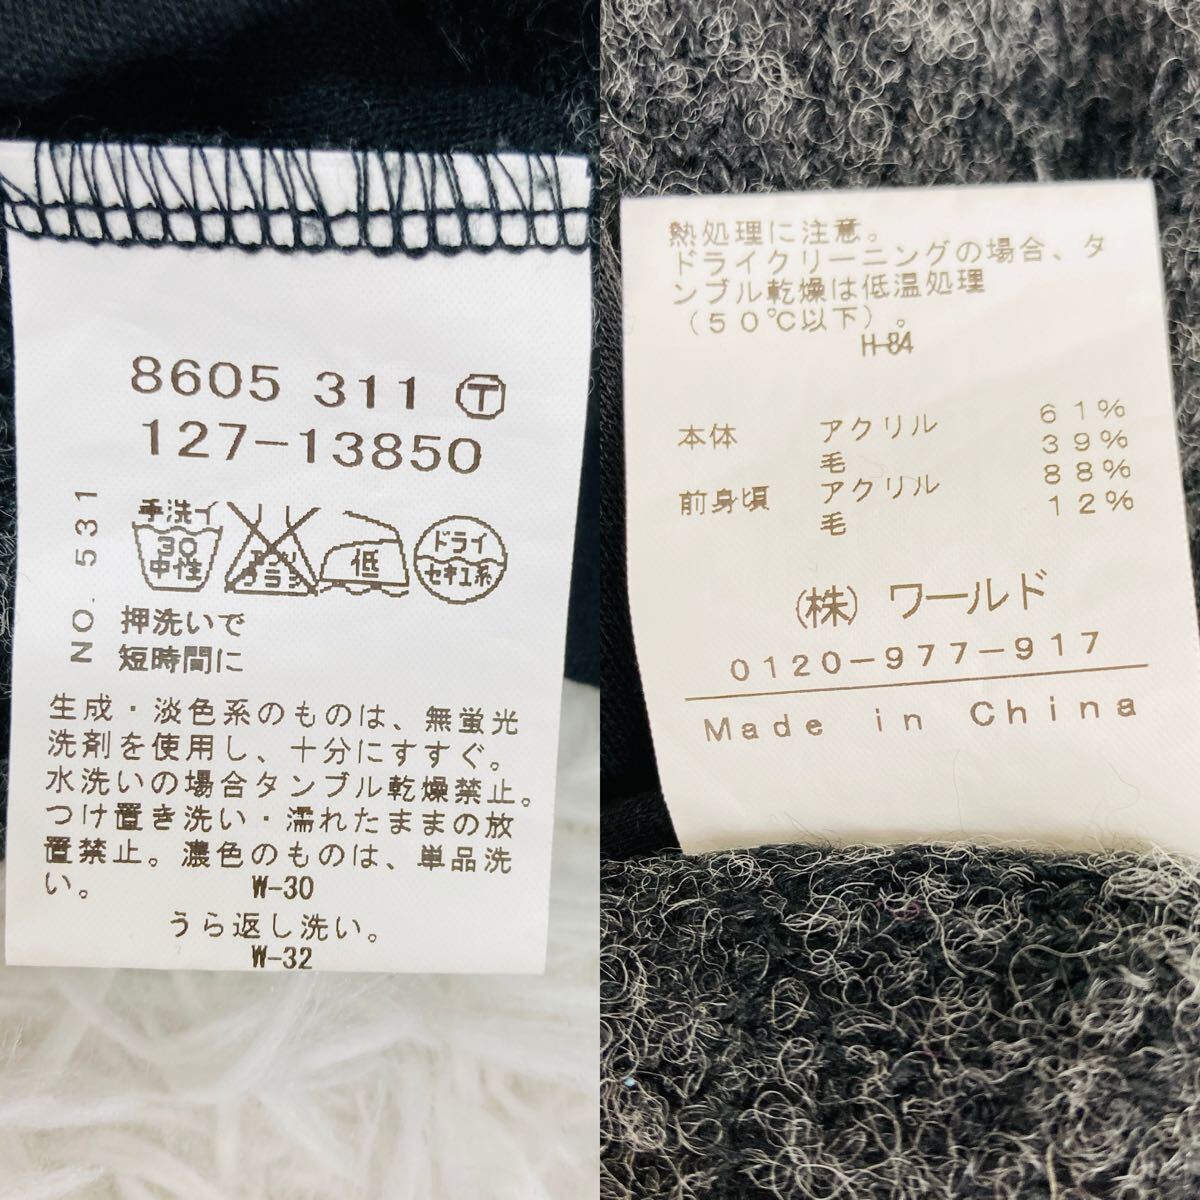 8605 311 Ⓣ
127-13850
NO. 531
手洗イ
30
中性
エンソ
サラシ
低
ドライ
セキユ系
押洗いで
短時間に
生成・淡色系のものは、無蛍光
洗剤を使用し、十分にすすぐ。
水洗いの場合タンブル乾燥禁止。
つけ置き洗い・濡れたままの放
置禁止。濃色のものは、単品洗
い。
W-30
うら返し洗い。
W-32
熱処理に注意。
ドライクリーニングの場合、タ
ンブル乾燥は低温処理
（５０℃以下）。
H-84
本体 アクリル 61%
毛 39%
前身頃 アクリル 88%
毛 12%
(株) ワールド
0120-977-917
Made in China